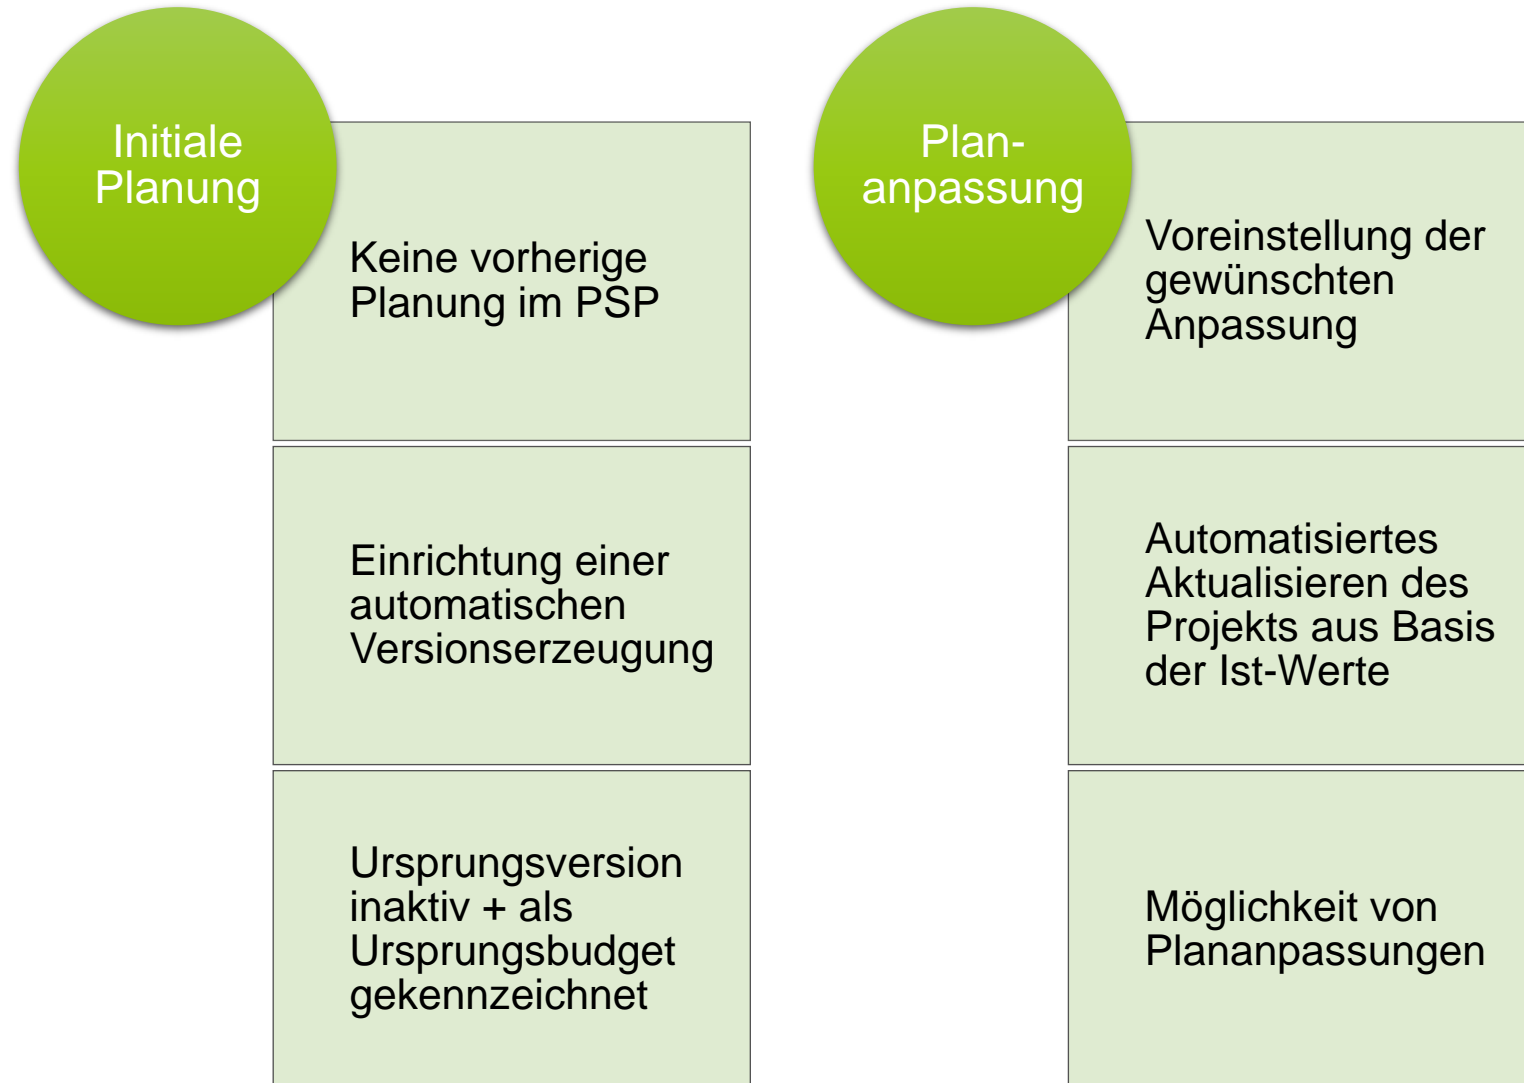 Initiale
Planung
Keine vorherige
Planung im PSP
Einrichtung einer
automatischen
Versionserzeugung
Ursprungsversion
inaktiv + als
Ursprungsbudget
gekennzeichnet
Plan-
anpassung
Voreinstellung der
gewünschten
Anpassung
Automatisiertes
Aktualisieren des
Projekts aus Basis
der Ist-Werte
Möglichkeit von
Plananpassungen